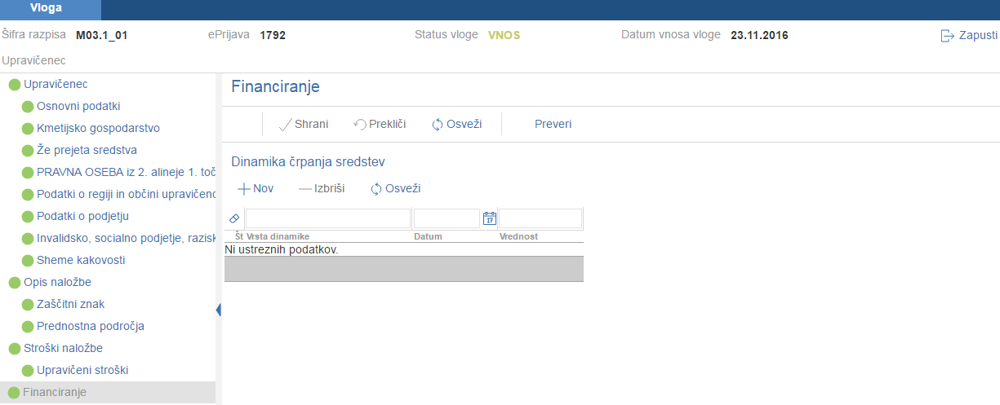 Vloga
Šifra razpisa M03.1_01 ePrijava 1792 Status vloge VNOS Datum vnosa vloge 23.11.2016 Zapusti
Upravičenec
Upravičenec
Osnovni podatki
Kmetijsko gospodarstvo
Že prejeta sredstva
PRAVNA OSEBA iz 2. alineje 1. toč
Podatki o regiji in občini upravičenc
Podatki o podjetju
Invalidsko, socialno podjetje, razisk
Sheme kakovosti
Opis naložbe
Zaščitni znak
Prednostna področja
Stroški naložbe
Upravičeni stroški
Financiranje
Financiranje
Shrani Prekliči Osveži Preveri
Dinamika črpanja sredstev
Nov Izbriši Osveži
17
Št Vrsta dinamike Datum Vrednost
Ni ustreznih podatkov.